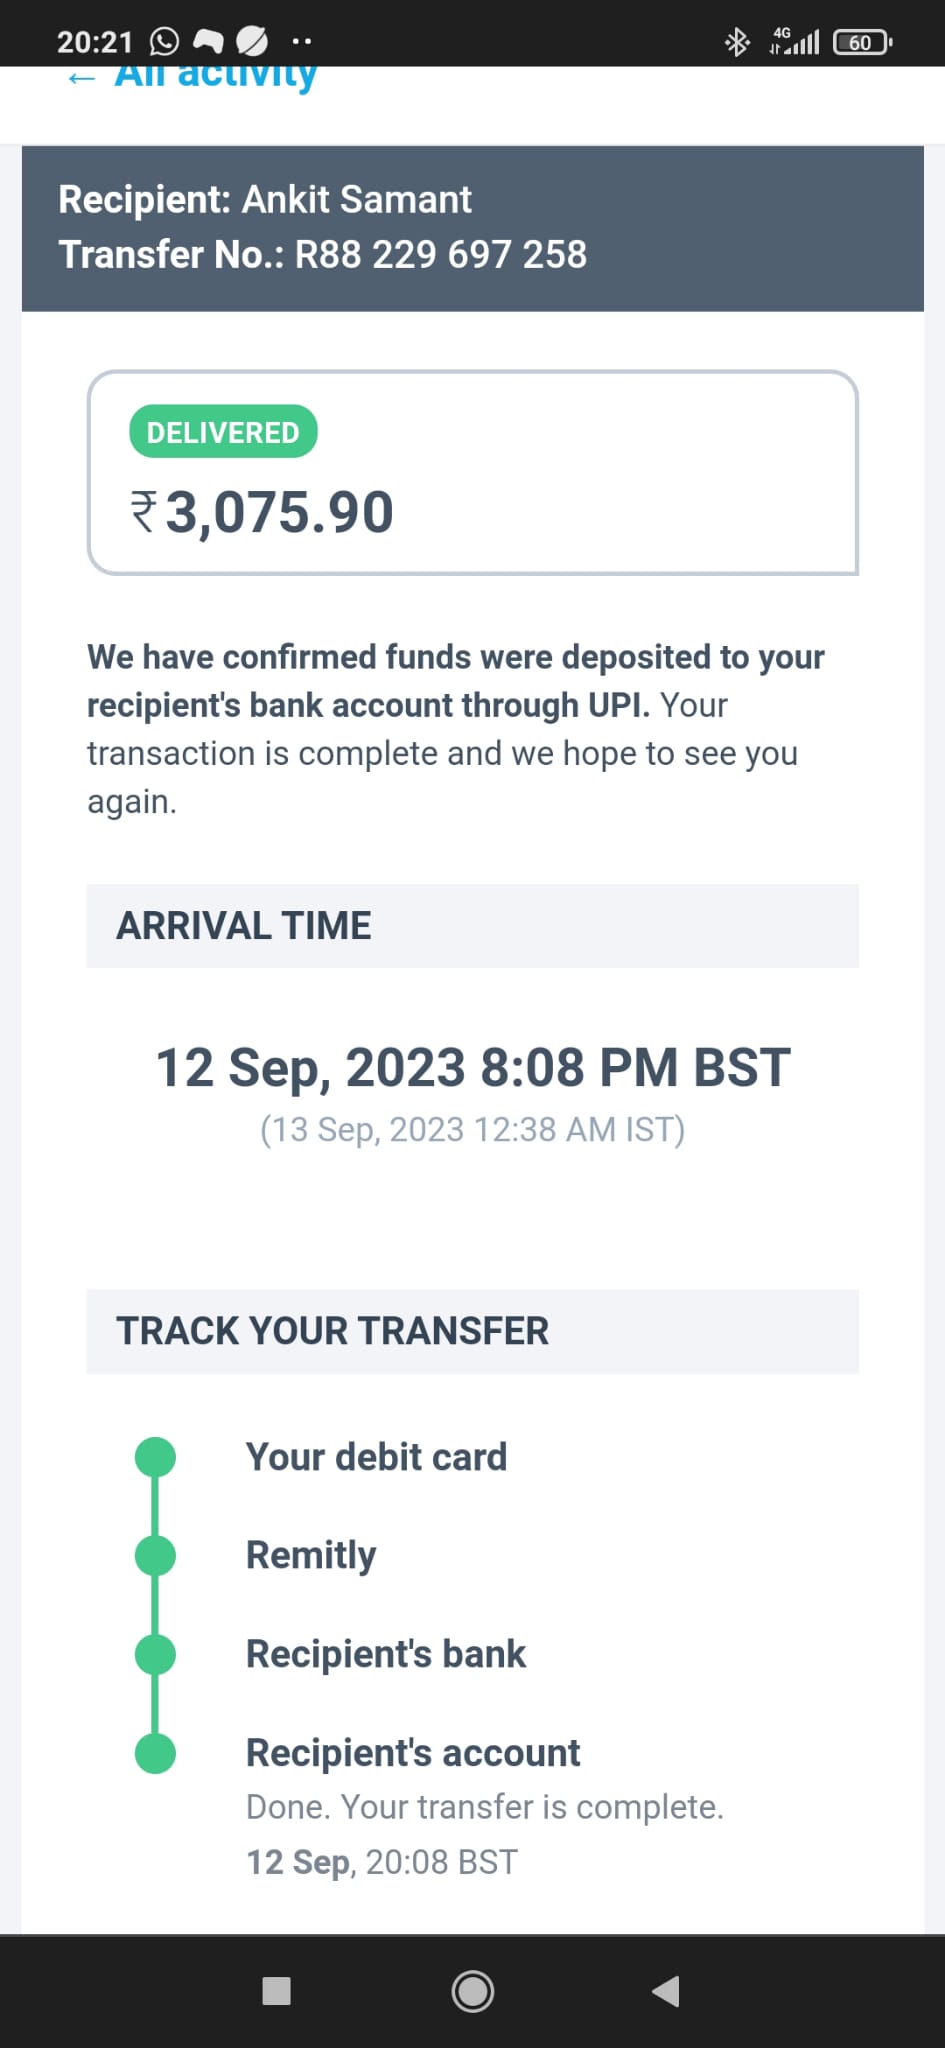 20:21
4G
60
← All activity
Recipient: Ankit Samant
Transfer No.: R88 229 697 258
DELIVERED
₹3,075.90
We have confirmed funds were deposited to your
recipient's bank account through UPI. Your
transaction is complete and we hope to see you
again.
ARRIVAL TIME
12 Sep, 2023 8:08 PM BST
(13 Sep, 2023 12:38 AM IST)
TRACK YOUR TRANSFER
Your debit card
Remitly
Recipient's bank
Recipient's account
Done. Your transfer is complete.
12 Sep, 20:08 BST